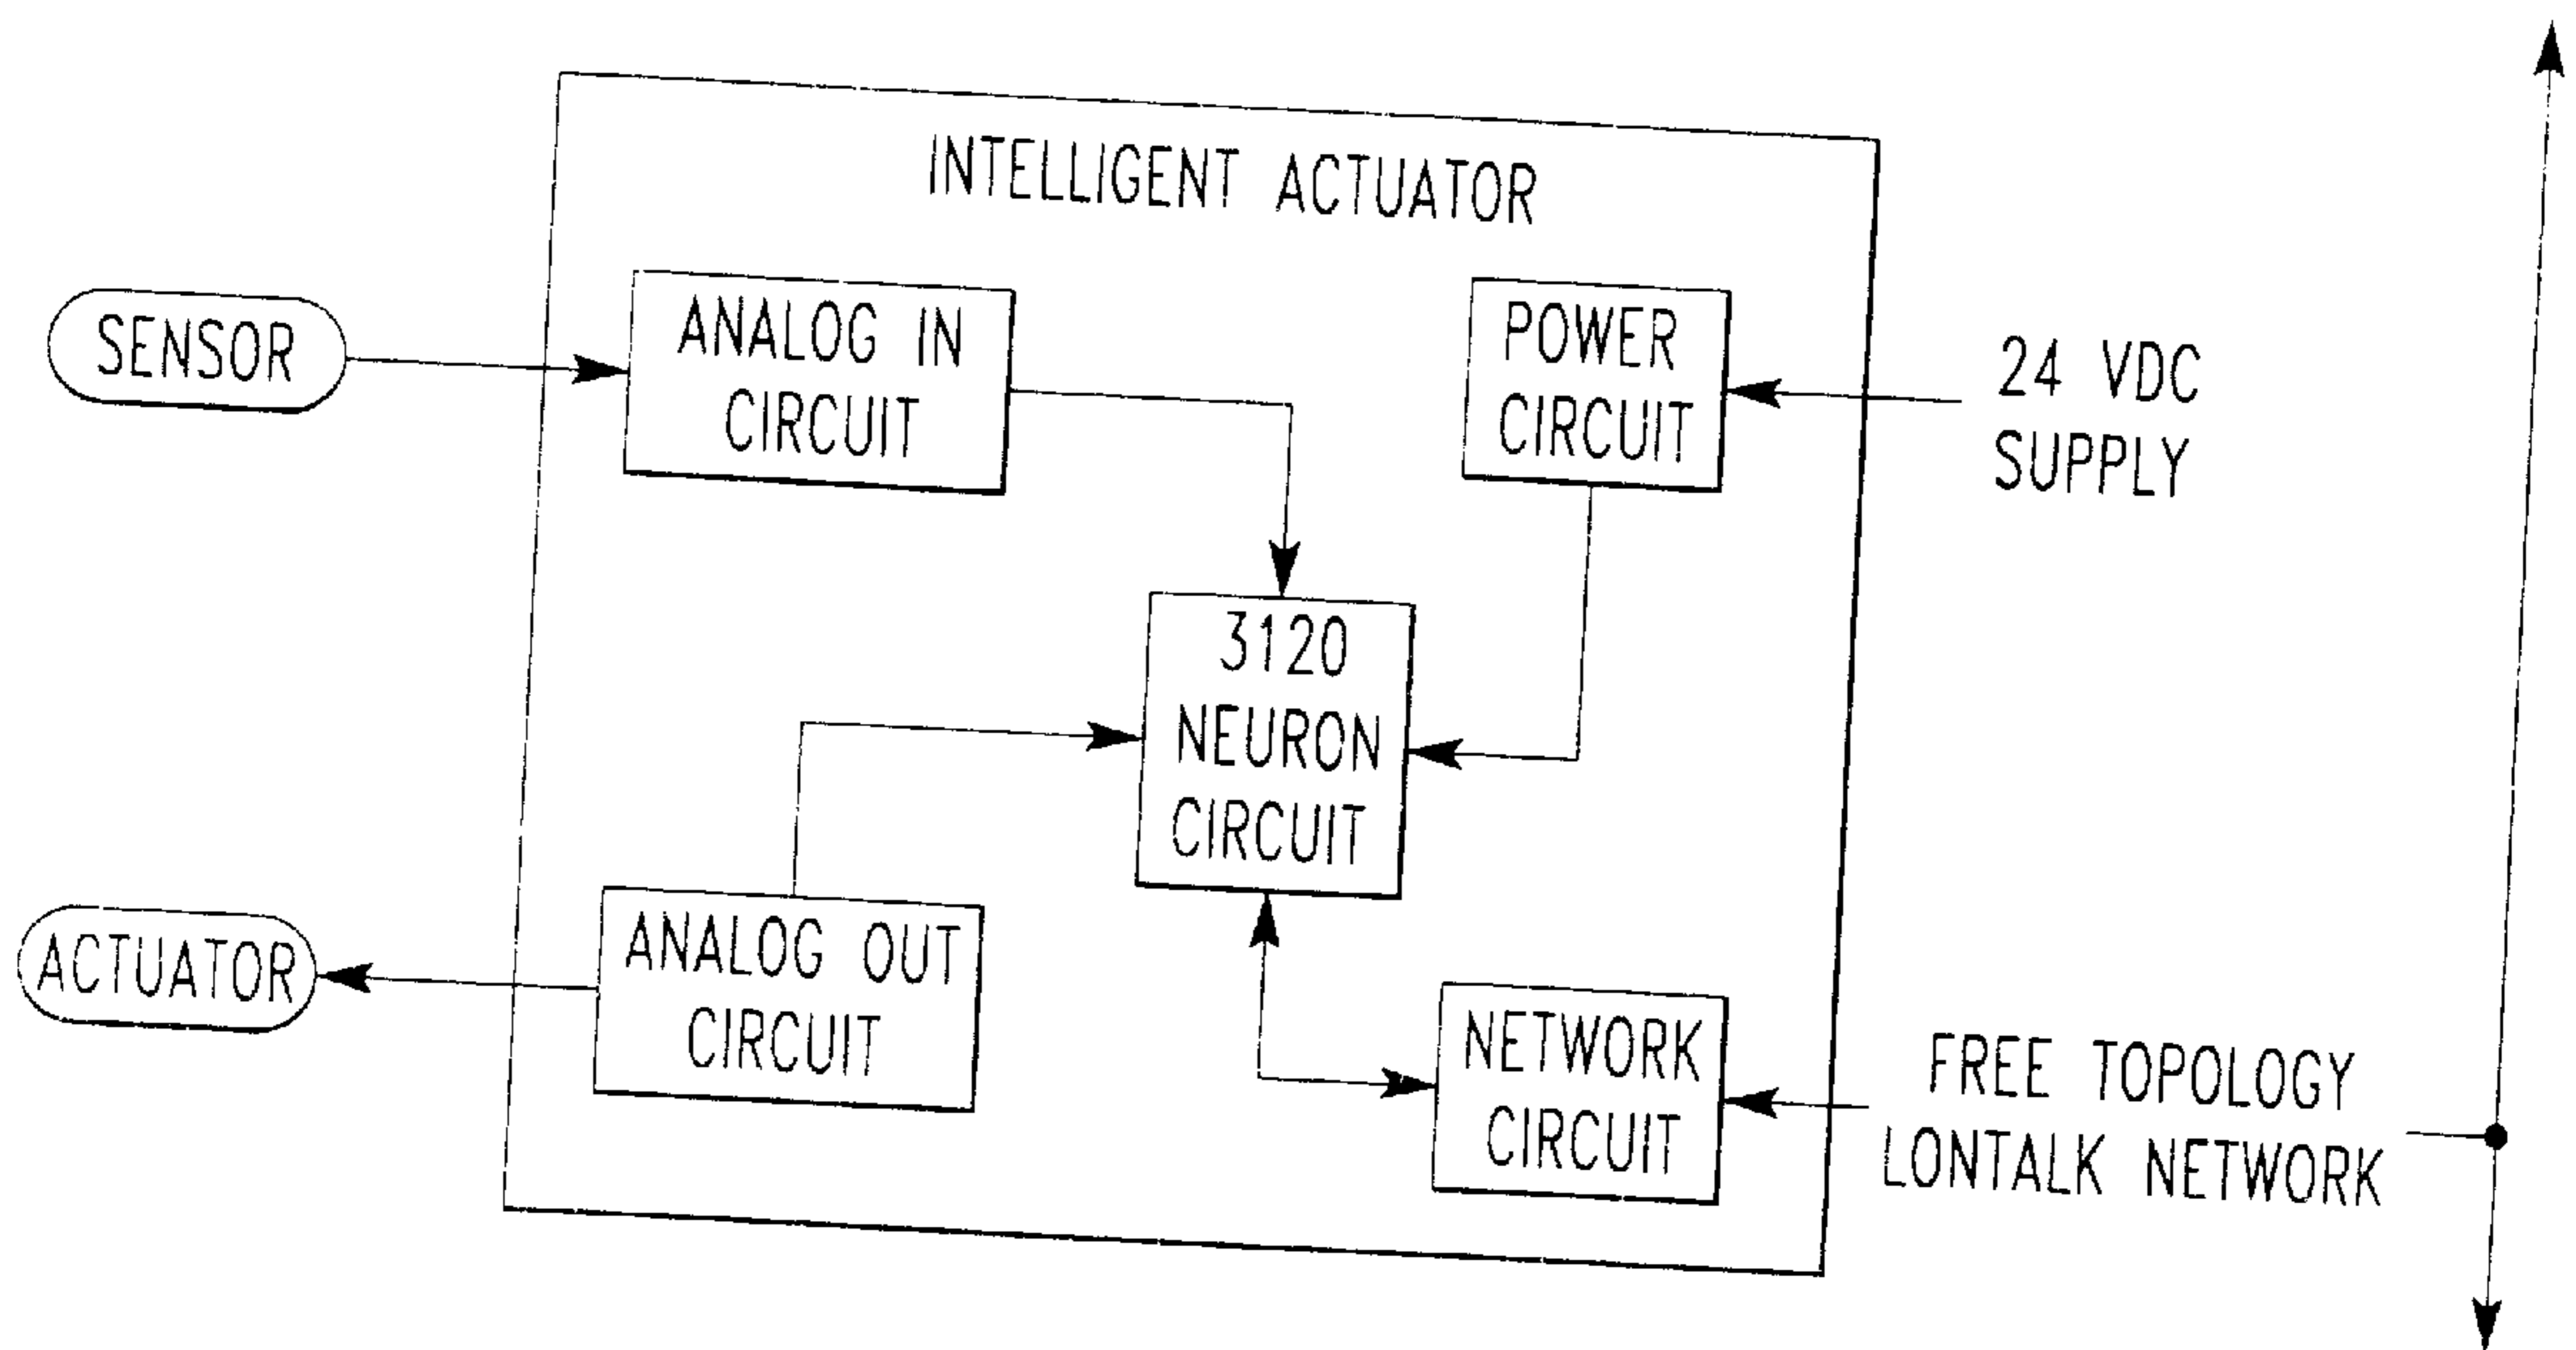 INTELLIGENT ACTUATOR
SENSOR
ANALOG IN
CIRCUIT
POWER
CIRCUIT
24 VDC
SUPPLY
3120
NEURON
CIRCUIT
ACTUATOR
ANALOG OUT
CIRCUIT
NETWORK
CIRCUIT
FREE TOPOLOGY
LONTALK NETWORK